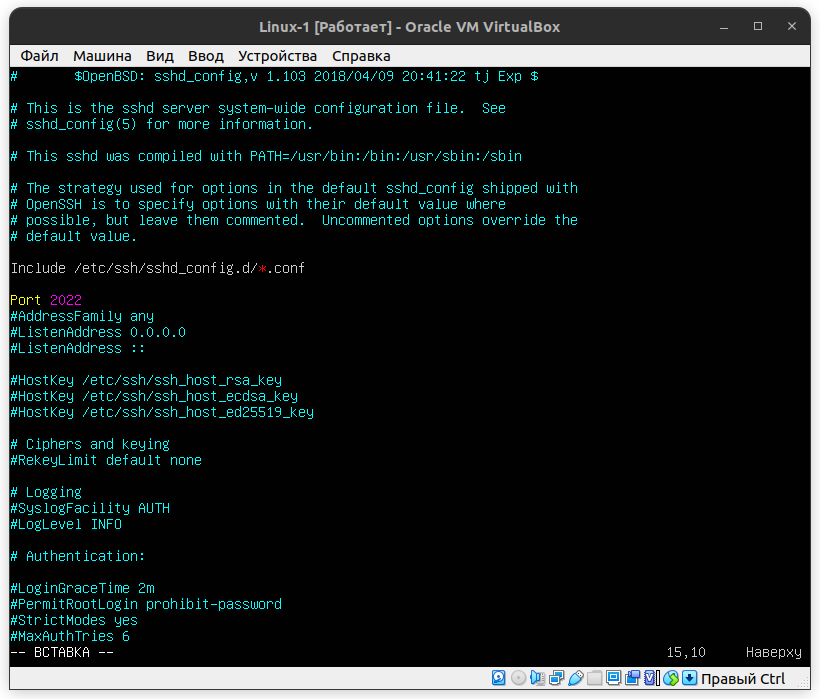 Linux-1 [Работает] - Oracle VM VirtualBox
Файл Машина Вид Ввод Устройства Справка
#       $OpenBSD: sshd_config,v 1.103 2018/04/09 20:41:22 tj Exp $
# This is the sshd server system-wide configuration file.  See
# sshd_config(5) for more information.
# This sshd was compiled with PATH=/usr/bin:/bin:/usr/sbin:/sbin
# The strategy used for options in the default sshd_config shipped with
# OpenSSH is to specify options with their default value where
# possible, but leave them commented.  Uncommented options override the
# default value.
Include /etc/ssh/sshd_config.d/*.conf
Port 2022
#AddressFamily any
#ListenAddress 0.0.0.0
#ListenAddress ::
#HostKey /etc/ssh/ssh_host_rsa_key
#HostKey /etc/ssh/ssh_host_ecdsa_key
#HostKey /etc/ssh/ssh_host_ed25519_key
# Ciphers and keying
#RekeyLimit default none
# Logging
#SyslogFacility AUTH
#LogLevel INFO
# Authentication:
#LoginGraceTime 2m
#PermitRootLogin prohibit-password
#StrictModes yes
#MaxAuthTries 6
-- ВСТАВКА -- 15,10 Наверху
Правый Ctrl